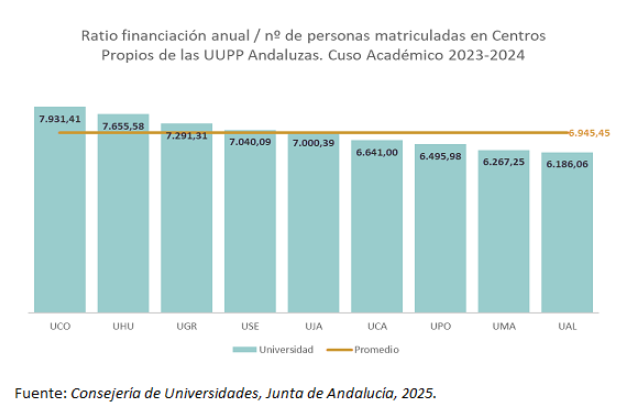 Ratio financiación anual / nº de personas matriculadas en Centros
Propios de las UUPP Andaluzas. Cuso Académico 2023-2024
7.931,41
7.655,58
7.291,31
7.040,09
7.000,39
6.641,00
6.495,98
6.267,25
6.186,06
6.945,45
UCO UHU UGR USE UJA UCA UPO UMA UAL
Universidad Promedio
Fuente: Consejería de Universidades, Junta de Andalucía, 2025.